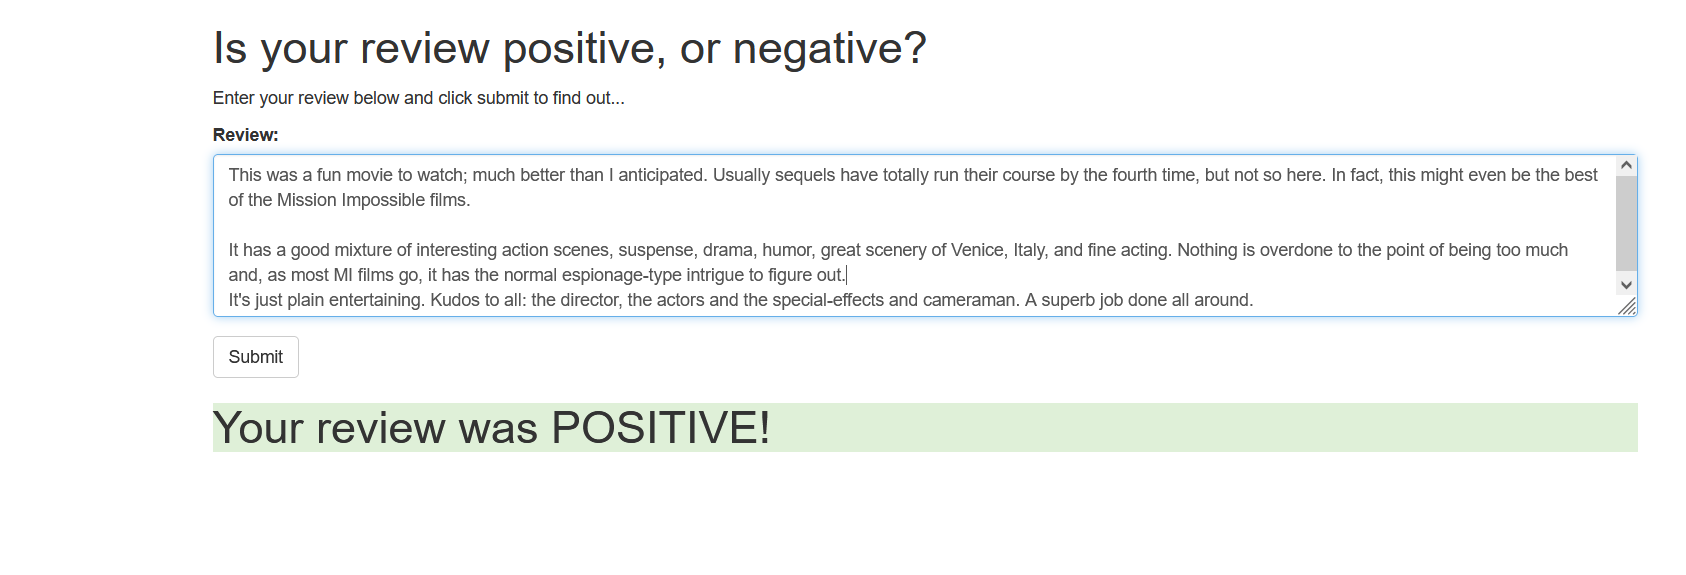 Is your review positive, or negative?
Enter your review below and click submit to find out...
Review:
This was a fun movie to watch; much better than I anticipated. Usually sequels have totally run their course by the fourth time, but not so here. In fact, this might even be the best
of the Mission Impossible films.
It has a good mixture of interesting action scenes, suspense, drama, humor, great scenery of Venice, Italy, and fine acting. Nothing is overdone to the point of being too much
and, as most MI films go, it has the normal espionage-type intrigue to figure out.
It's just plain entertaining. Kudos to all: the director, the actors and the special-effects and cameraman. A superb job done all around.
Submit
Your review was POSITIVE!